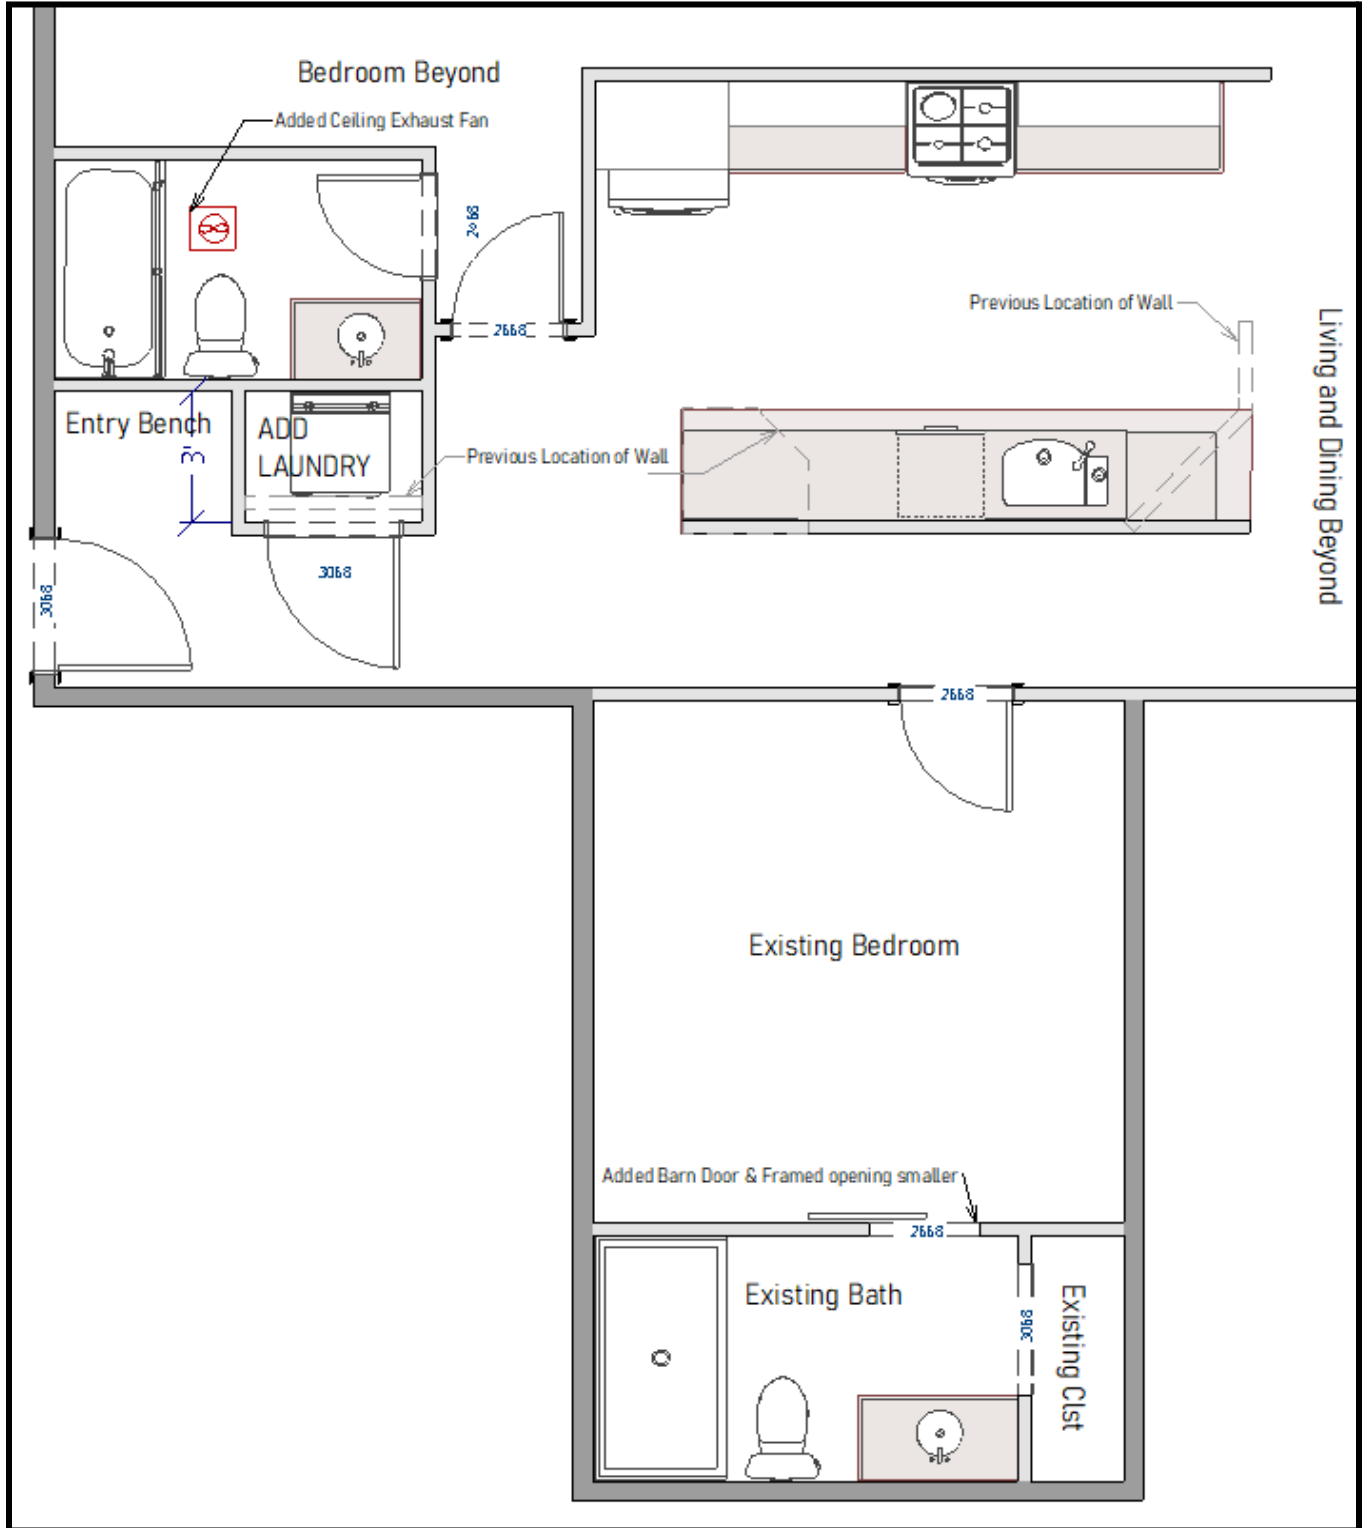 Bedroom Beyond
Added Ceiling Exhaust Fan
2668
Previous Location of Wall
Living and Dining Beyond
Entry Bench
3'
ADD
LAUNDRY
Previous Location of Wall
3068
3068
2668
Existing Bedroom
Added Barn Door & Framed opening smaller
2668
Existing Bath
3068
Existing Clst